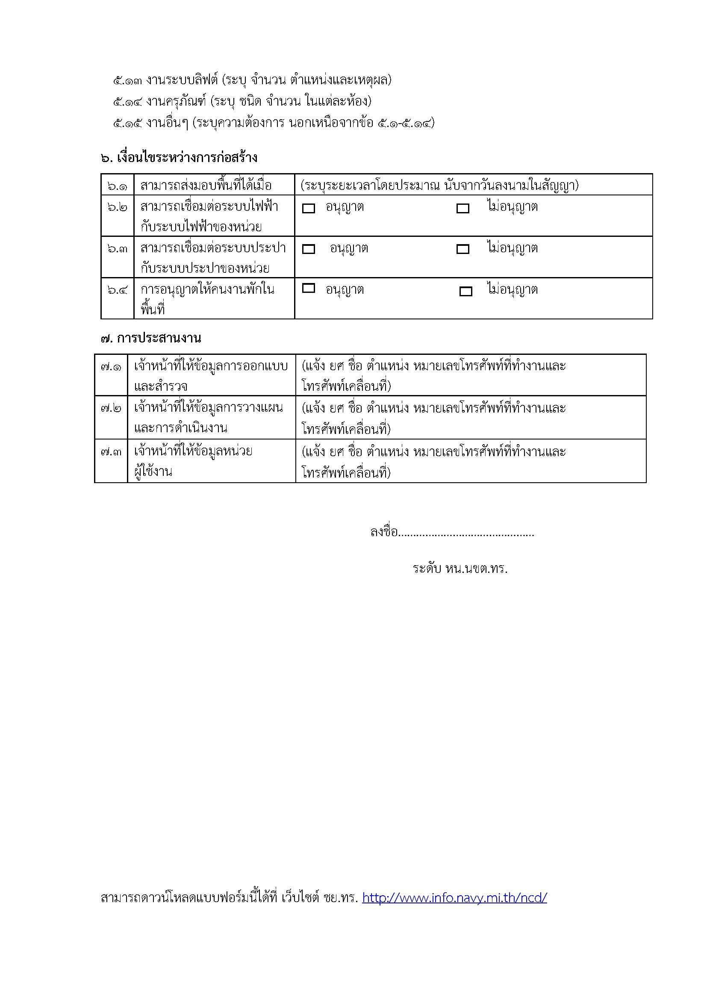 ๕.๑๓ งานระบบลิฟต์ (ระบุ จำนวน ตำแหน่งและเหตุผล)
๕.๑๔ งานครุภัณฑ์ (ระบุ ชนิด จำนวน ในแต่ละห้อง)
๕.๑๕ งานอื่นๆ (ระบุความต้องการ นอกเหนือจากข้อ ๕.๑-๕.๑๔)
๖. เงื่อนไขระหว่างการก่อสร้าง
๖.๑ สามารถส่งมอบพื้นที่ได้เมื่อ (ระบุระยะเวลาโดยประมาณ นับจากวันลงนามในสัญญา)
๖.๒ สามารถเชื่อมต่อระบบไฟฟ้า อนุญาต ไม่อนุญาต
กับระบบไฟฟ้าของหน่วย
๖.๓ สามารถเชื่อมต่อระบบประปา อนุญาต ไม่อนุญาต
กับระบบประปาของหน่วย
๖.๔ การอนุญาตให้คนงานพักใน อนุญาต ไม่อนุญาต
พื้นที่
๗. การประสานงาน
๗.๑ เจ้าหน้าที่ให้ข้อมูลการออกแบบ (แจ้ง ยศ ชื่อ ตำแหน่ง หมายเลขโทรศัพท์ที่ทำงานและ
และสำรวจ โทรศัพท์เคลื่อนที่)
๗.๒ เจ้าหน้าที่ให้ข้อมูลการวางแผน (แจ้ง ยศ ชื่อ ตำแหน่ง หมายเลขโทรศัพท์ที่ทำงานและ
และการดำเนินงาน โทรศัพท์เคลื่อนที่)
๗.๓ เจ้าหน้าที่ให้ข้อมูลหน่วย (แจ้ง ยศ ชื่อ ตำแหน่ง หมายเลขโทรศัพท์ที่ทำงานและ
ผู้ใช้งาน โทรศัพท์เคลื่อนที่)
ลงชื่อ.............................................
ระดับ หน.นขต.ทร.
สามารถดาวน์โหลดแบบฟอร์มนี้ได้ที่ เว็บไซต์ ชย.ทร. http://www.info.navy.mi.th/ncd/